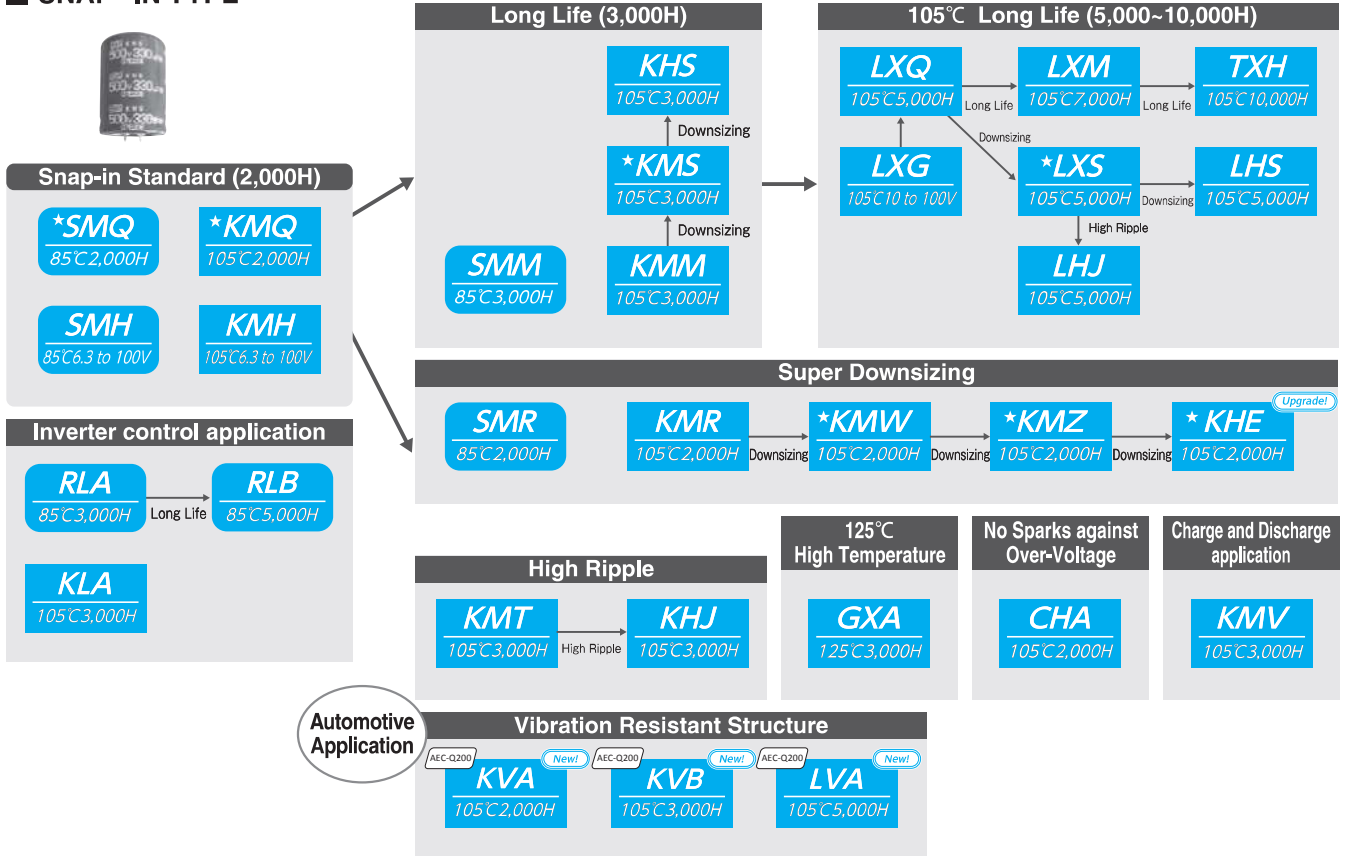 ■ SNAP-IN TYPE
500V330µF
500V330µF
500V330µF
Snap-in Standard (2,000H)
★SMQ
85℃2,000H
★KMQ
105℃2,000H
SMH
85℃6.3 to 100V
KMH
105℃6.3 to 100V
Inverter control application
RLA
85℃3,000H
Long Life
RLB
85℃5,000H
KLA
105℃3,000H
Long Life (3,000H)
KHS
105℃3,000H
Downsizing
★KMS
105℃3,000H
Downsizing
SMM
85℃3,000H
KMM
105℃3,000H
105℃ Long Life (5,000~10,000H)
LXQ
105℃5,000H
Long Life
LXM
105℃7,000H
Long Life
TXH
105℃10,000H
Downsizing
LXG
105℃10 to 100V
★LXS
105℃5,000H
Downsizing
LHS
105℃5,000H
High Ripple
LHJ
105℃5,000H
Super Downsizing
SMR
85℃2,000H
KMR
105℃2,000H
Downsizing
★KMW
105℃2,000H
Downsizing
★KMZ
105℃2,000H
Downsizing
Upgrade!
★KHE
105℃2,000H
High Ripple
KMT
105℃3,000H
High Ripple
KHJ
105℃3,000H
125℃
High Temperature
GXA
125℃3,000H
No Sparks against
Over-Voltage
CHA
105℃2,000H
Charge and Discharge
application
KMV
105℃3,000H
Automotive
Application
Vibration Resistant Structure
AEC-Q200
New!
KVA
105℃2,000H
AEC-Q200
New!
KVB
105℃3,000H
AEC-Q200
New!
LVA
105℃5,000H